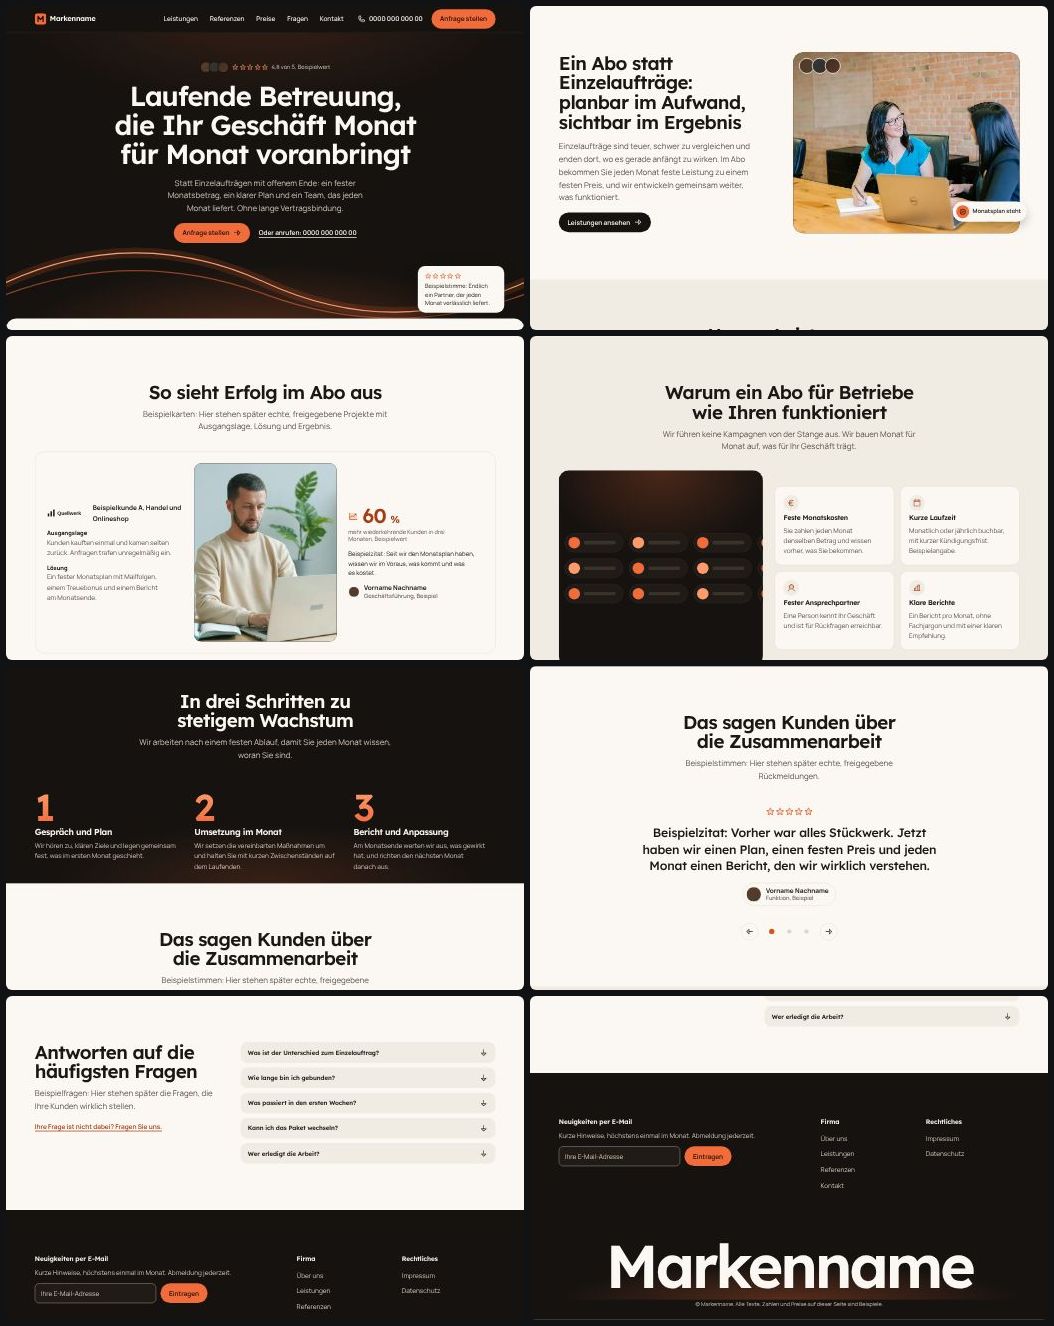 M Markenname
Leistungen Referenzen Preise Fragen Kontakt 0000 000 000 00 Anfrage stellen
4,8 von 5, Beispielwert
Laufende Betreuung,
die Ihr Geschäft Monat
für Monat voranbringt
Statt Einzelaufträgen mit offenem Ende: ein fester
Monatsbetrag, ein klarer Plan und ein Team, das jeden
Monat liefert. Ohne lange Vertragsbindung.
Anfrage stellen
Oder anrufen: 0000 000 000 00
Beispielstimme: Endlich
ein Partner, der jeden
Monat verlässlich liefert.
Ein Abo statt
Einzelaufträge:
planbar im Aufwand,
sichtbar im Ergebnis
Einzelaufträge sind teuer, schwer zu vergleichen und
enden dort, wo es gerade anfängt zu wirken. Im Abo
bekommen Sie jeden Monat feste Leistung zu einem
festen Preis, und wir entwickeln gemeinsam weiter,
was funktioniert.
Leistungen ansehen
Monatsplan steht
So sieht Erfolg im Abo aus
Beispielkarten: Hier stehen später echte, freigegebene Projekte mit
Ausgangslage, Lösung und Ergebnis.
Quellwerk
Beispielkunde A, Handel und
Onlineshop
Ausgangslage
Kunden kauften einmal und kamen selten
zurück. Anfragen trafen unregelmäßig ein.
Lösung
Ein fester Monatsplan mit Mailfolgen,
einem Treuebonus und einem Bericht
am Monatsende.
60 %
mehr wiederkehrende Kunden in drei
Monaten, Beispielwert
Beispielzitat: Seit wir den Monatsplan haben,
wissen wir im Voraus, was kommt und was
es kostet.
Vorname Nachname
Geschäftsführung, Beispiel
Warum ein Abo für Betriebe
wie Ihren funktioniert
Wir führen keine Kampagnen von der Stange aus. Wir bauen Monat für
Monat auf, was für Ihr Geschäft trägt.
Feste Monatskosten
Sie zahlen jeden Monat
denselben Betrag und wissen
vorher, was Sie bekommen.
Kurze Laufzeit
Monatlich oder jährlich buchbar,
mit kurzer Kündigungsfrist.
Beispielangabe.
Fester Ansprechpartner
Eine Person kennt Ihr Geschäft
und ist für Rückfragen erreichbar.
Klare Berichte
Ein Bericht pro Monat, ohne
Fachjargon und mit einer klaren
Empfehlung.
In drei Schritten zu
stetigem Wachstum
Wir arbeiten nach einem festen Ablauf, damit Sie jeden Monat wissen,
woran Sie sind.
1
Gespräch und Plan
Wir hören zu, klären Ziele und legen gemeinsam
fest, was im ersten Monat geschieht.
2
Umsetzung im Monat
Wir setzen die vereinbarten Maßnahmen um
und halten Sie mit kurzen Zwischenständen auf
dem Laufenden.
3
Bericht und Anpassung
Am Monatsende werten wir aus, was gewirkt
hat, und richten den nächsten Monat
danach aus.
Das sagen Kunden über
die Zusammenarbeit
Beispielstimmen: Hier stehen später echte, freigegebene
Das sagen Kunden über
die Zusammenarbeit
Beispielstimmen: Hier stehen später echte, freigegebene
Rückmeldungen.
Beispielzitat: Vorher war alles Stückwerk. Jetzt
haben wir einen Plan, einen festen Preis und jeden
Monat einen Bericht, den wir wirklich verstehen.
Vorname Nachname
Funktion, Beispiel
Antworten auf die
häufigsten Fragen
Beispielfragen: Hier stehen später die Fragen, die
Ihre Kunden wirklich stellen.
Ihre Frage ist nicht dabei? Fragen Sie uns.
Was ist der Unterschied zum Einzelauftrag?
Wie lange bin ich gebunden?
Was passiert in den ersten Wochen?
Kann ich das Paket wechseln?
Wer erledigt die Arbeit?
Neuigkeiten per E-Mail
Kurze Hinweise, höchstens einmal im Monat. Abmeldung jederzeit.
Ihre E-Mail-Adresse
Eintragen
Firma
Über uns
Leistungen
Referenzen
Rechtliches
Impressum
Datenschutz
Wer erledigt die Arbeit?
Neuigkeiten per E-Mail
Kurze Hinweise, höchstens einmal im Monat. Abmeldung jederzeit.
Ihre E-Mail-Adresse
Eintragen
Firma
Über uns
Leistungen
Referenzen
Kontakt
Rechtliches
Impressum
Datenschutz
Markenname
© Markenname. Alle Texte, Zahlen und Preise auf dieser Seite sind Beispiele.